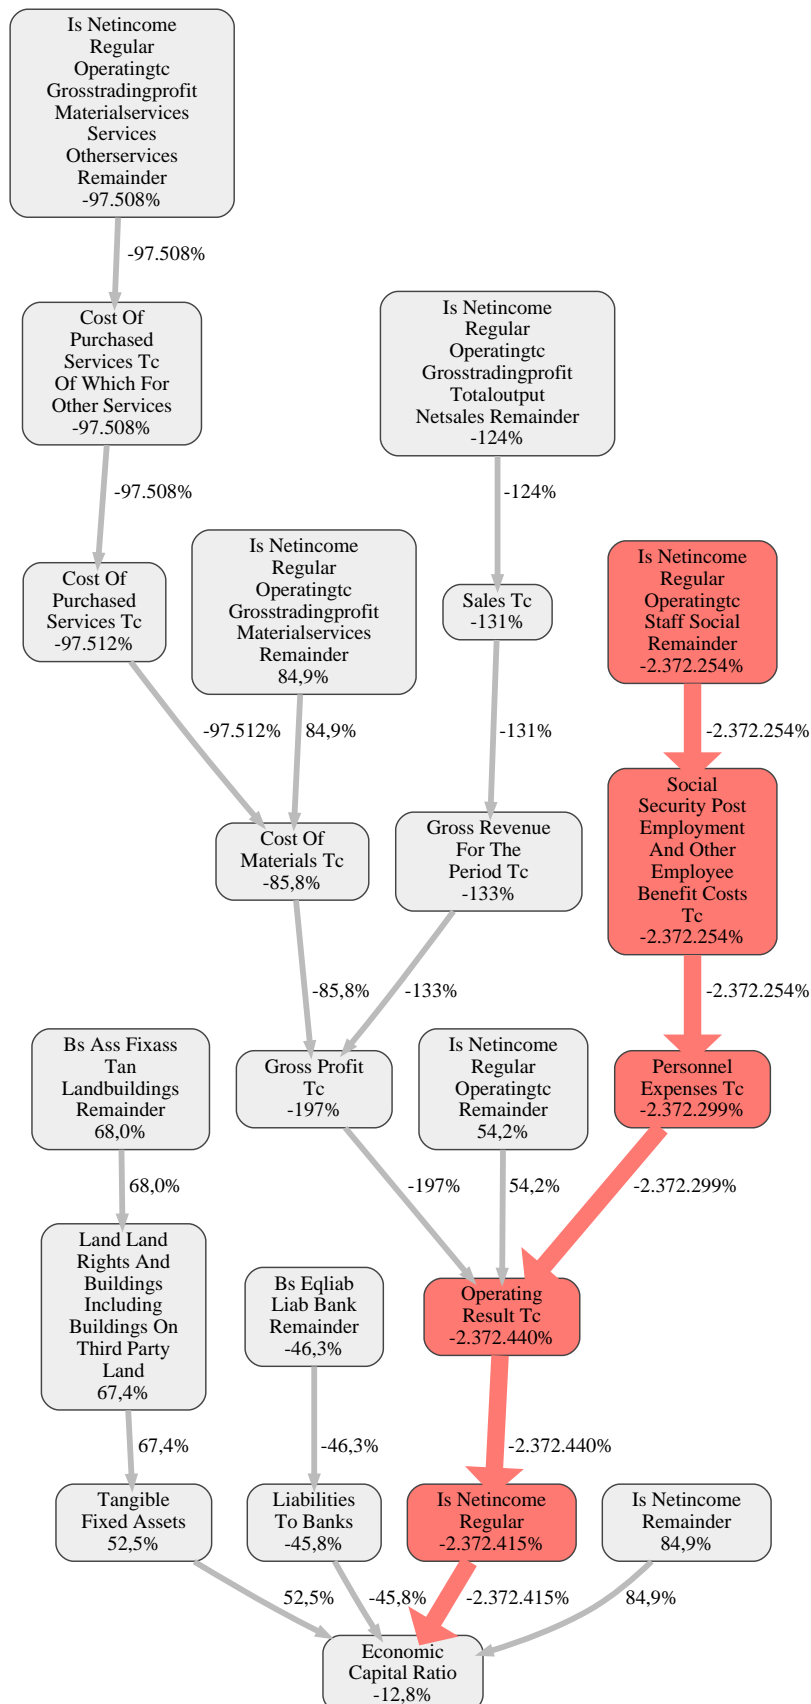 Is Netincome
Regular
Operatingtc
Grosstradingprofit
Materialservices
Services
Otherservices
Remainder
-97.508%
-97.508%
Cost Of
Purchased
Services Tc
Of Which For
Other Services
-97.508%
Is Netincome
Regular
Operatingtc
Grosstradingprofit
Totaloutput
Netsales Remainder
-124%
-97.508%
-124%
Cost Of
Purchased
Services Tc
-97.512%
Is Netincome
Regular
Operatingtc
Grosstradingprofit
Materialservices
Remainder
84,9%
Sales Tc
-131%
Is Netincome
Regular
Operatingtc
Staff Social
Remainder
-2.372.254%
-97.512%
84,9%
-131%
-2.372.254%
Cost Of
Materials Tc
-85,8%
Gross Revenue
For The
Period Tc
-133%
Social
Security Post
Employment
And Other
Employee
Benefit Costs
Tc
-2.372.254%
-85,8%
-133%
-2.372.254%
Bs Ass Fixass
Tan
Landbuildings
Remainder
68,0%
Gross Profit
Tc
-197%
Is Netincome
Regular
Operatingtc
Remainder
54,2%
Personnel
Expenses Tc
-2.372.299%
68,0%
-197%
54,2%
-2.372.299%
Land Land
Rights And
Buildings
Including
Buildings On
Third Party
Land
67,4%
Bs Eqliab
Liab Bank
Remainder
-46,3%
Operating
Result Tc
-2.372.440%
67,4%
-46,3%
-2.372.440%
Tangible
Fixed Assets
52,5%
Liabilities
To Banks
-45,8%
Is Netincome
Regular
-2.372.415%
Is Netincome
Remainder
84,9%
52,5%
-45,8%
-2.372.415%
84,9%
Economic
Capital Ratio
-12,8%